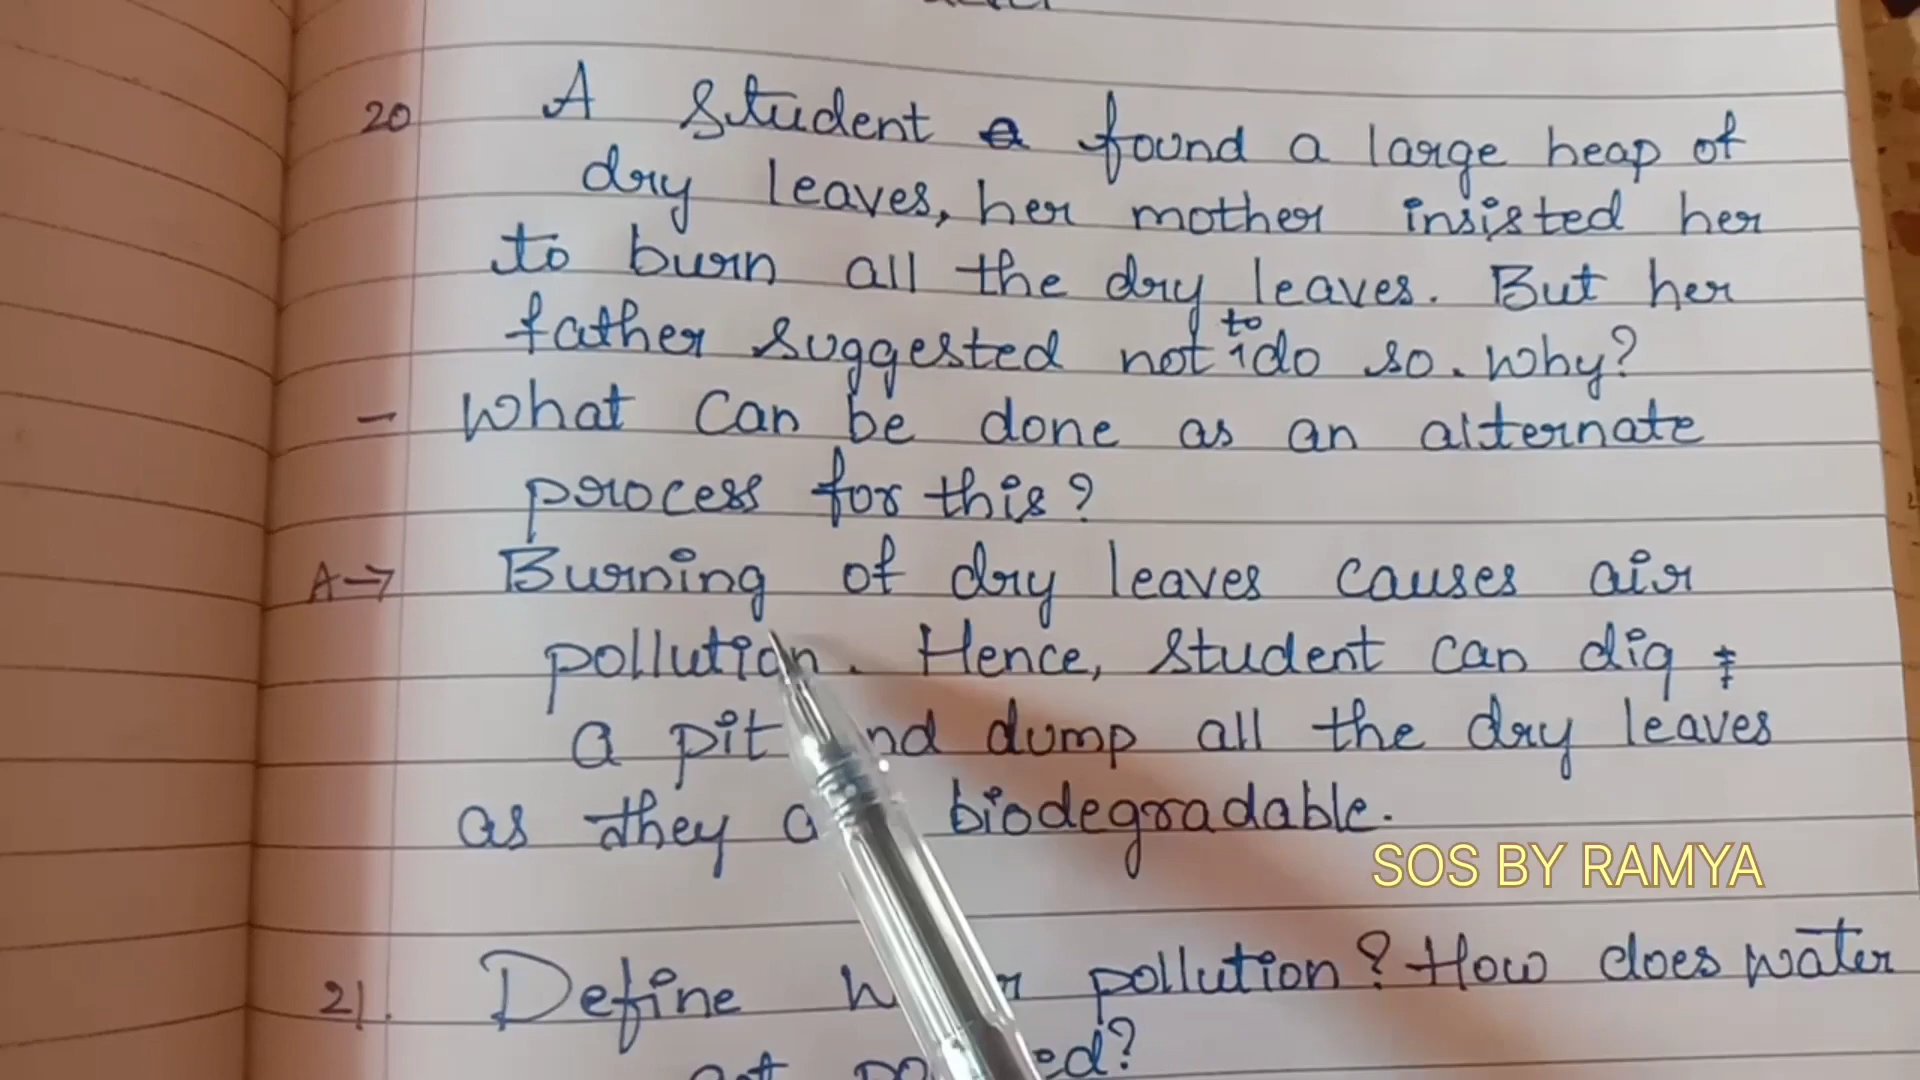 20 A Student found a large heap of
dry leaves, her mother insisted her
to burn all the dry leaves. But her
father suggested not to do so. Why?
- What can be done as an alternate
process for this?
A→ Burning of dry leaves causes air
pollution. Hence, student can dig
a pit and dump all the dry leaves
as they biodegradable.
SOS BY RAMYA
21. Define pollution? How does water
get